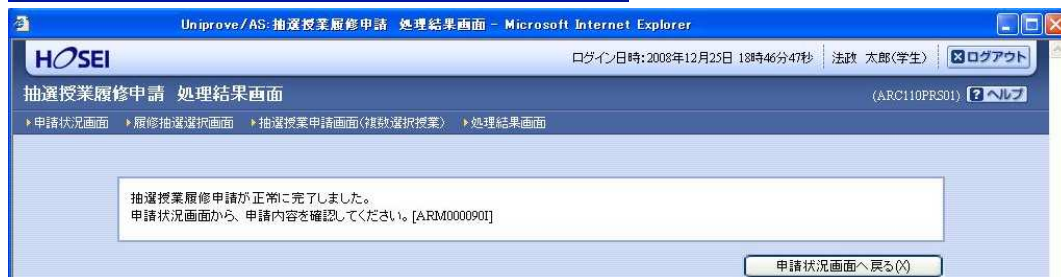 Uniprove/AS:抽選授業履修申請 処理結果画面 - Microsoft Internet Explorer
HOSEI
ログイン日時:2008年12月25日 18時46分47秒
法政 太郎(学生)
ログアウト
抽選授業履修申請 処理結果画面
(ARC110PRS01)
? ヘルプ
申請状況画面 履修抽選選択画面 抽選授業申請画面(複数選択授業) 処理結果画面
抽選授業履修申請が正常に完了しました。
申請状況画面から、申請内容を確認してください。[ARM000090I]
申請状況画面へ戻る(X)